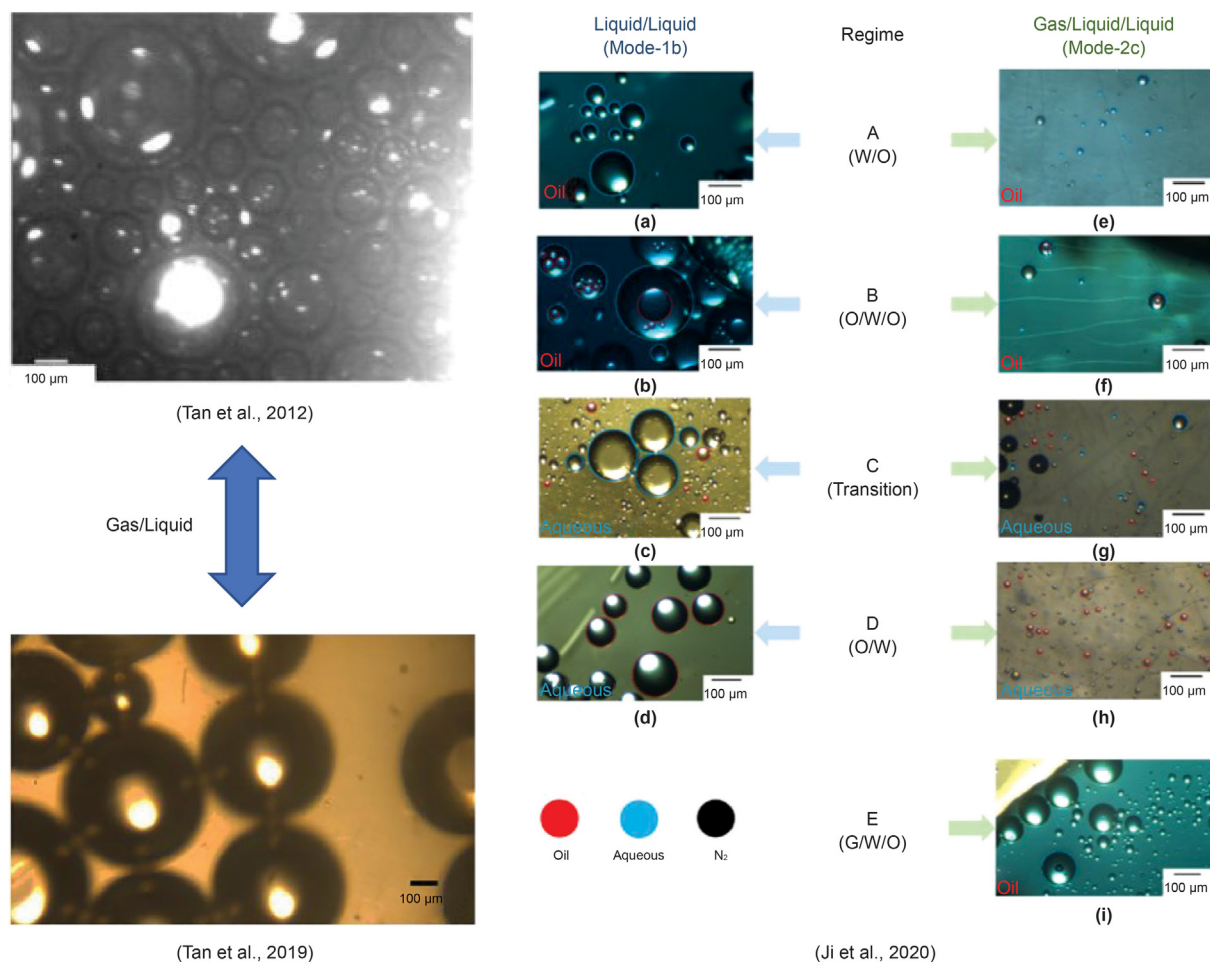 100 μm
(Tan et al., 2012)
Gas/Liquid
100 μm
(Tan et al., 2019)
Liquid/Liquid
(Mode-1b)
Regime
Gas/Liquid/Liquid
(Mode-2c)
Oil
100 μm
(a)
A
(W/O)
Oil
100 μm
(e)
Oil
100 μm
(b)
B
(O/W/O)
Oil
100 μm
(f)
Aqueous
100 μm
(c)
C
(Transition)
Aqueous
100 μm
(g)
Aqueous
100 μm
(d)
D
(O/W)
Aqueous
100 μm
(h)
Oil
Aqueous
N₂
E
(G/W/O)
Oil
100 μm
(i)
(Ji et al., 2020)